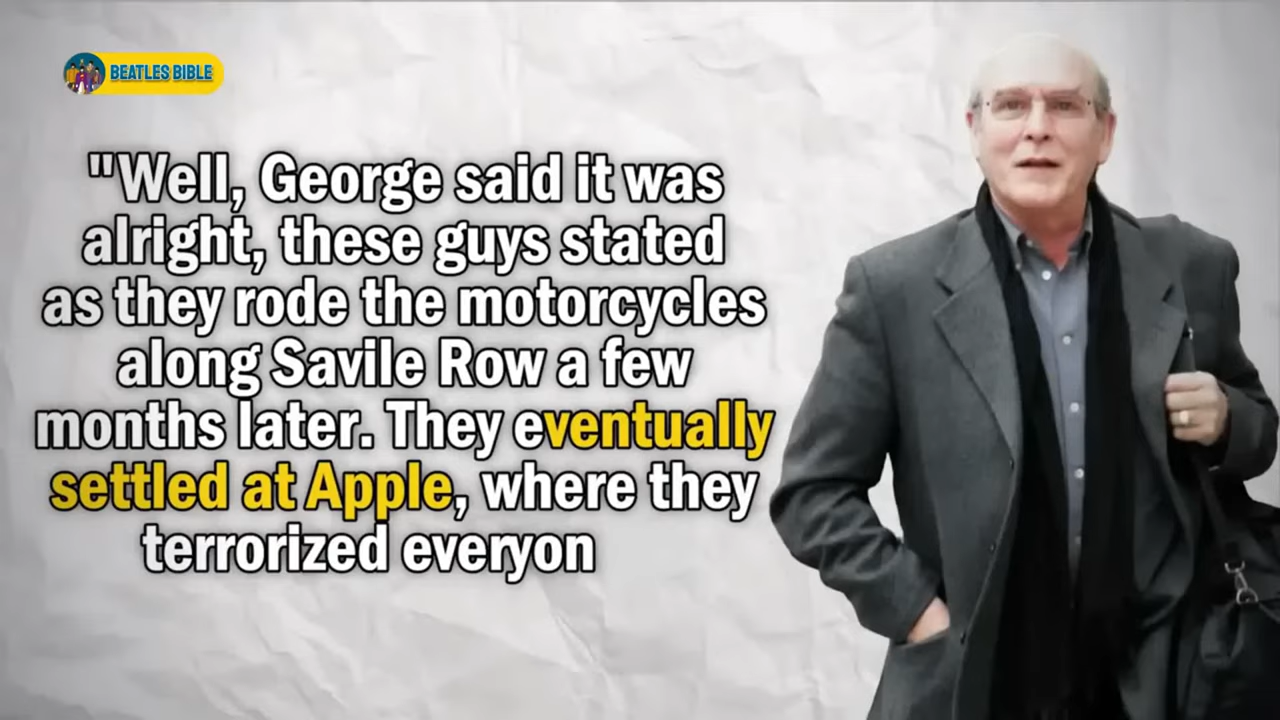 BEATLES BIBLE
"Well, George said it was
alright, these guys stated
as they rode the motorcycles
along Savile Row a few
months later. They eventually
settled at Apple, where they
terrorized everyon